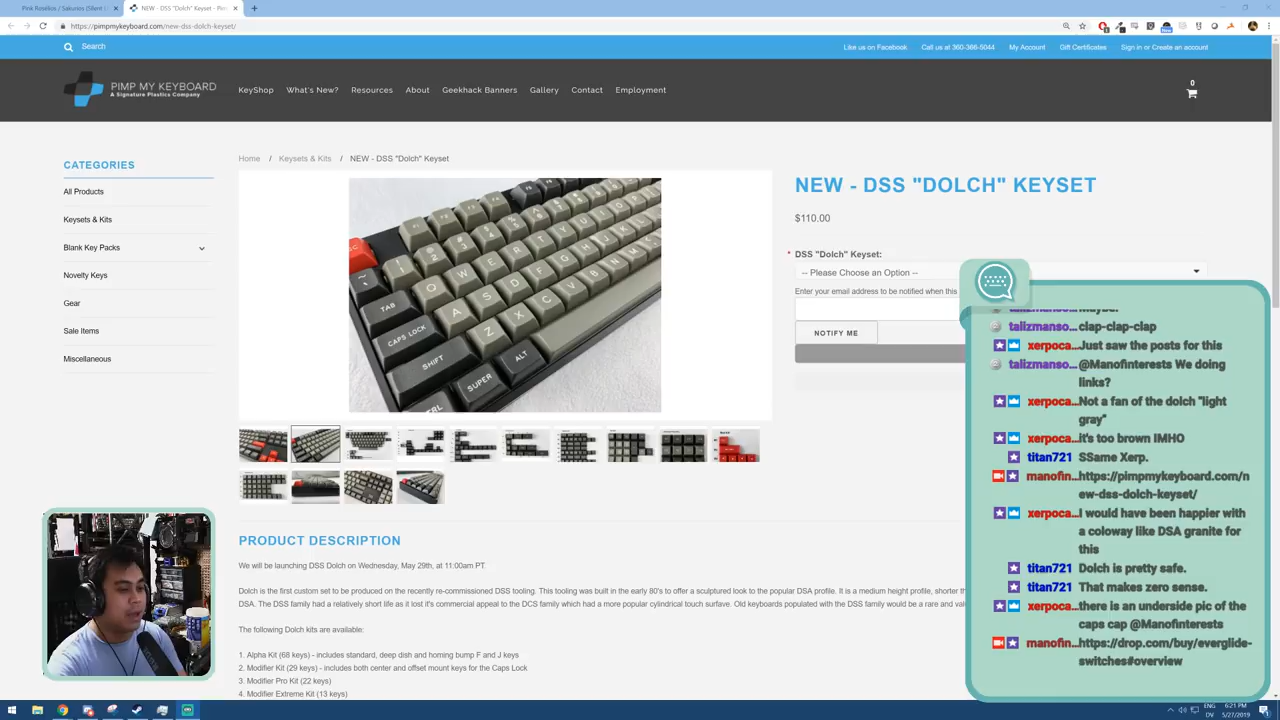 Pink Rosélios / Sakurios (Silent
NEW - DSS "Dolch" Keyset - Pim
https://pimpmykeyboard.com/new-dss-dolch-keyset/
Search
Like us on Facebook
Call us at 360-366-5044
My Account
Gift Certificates
Sign in or Create an account
PIMP MY KEYBOARD
A Signature Plastics Company
KeyShop
What's New?
Resources
About
Geekhack Banners
Gallery
Contact
Employment
0
CATEGORIES
All Products
Keysets & Kits
Blank Key Packs
Novelty Keys
Gear
Sale Items
Miscellaneous
Home / Keysets & Kits / NEW - DSS "Dolch" Keyset
TAB
CAPS LOCK
SHIFT
SUPER
ALT
CTRL
NEW - DSS "DOLCH" KEYSET
$110.00
* DSS "Dolch" Keyset:
-- Please Choose an Option --
Enter your email address to be notified when this
NOTIFY ME
PRODUCT DESCRIPTION
We will be launching DSS Dolch on Wednesday, May 29th, at 11:00am PT.
Dolch is the first custom set to be produced on the recently re-commissioned DSS tooling. This tooling was built in the early 80's to offer a sculptured look to the popular DSA profile. It is a medium height profile, shorter th
DSA. The DSS family had a relatively short life as it lost it's commercial appeal to the DCS family which had a more popular cylindrical touch surface. Old keyboards populated with the DSS family would be a rare and val
The following Dolch kits are available:
1. Alpha Kit (68 keys) - includes standard, deep dish and homing bump F and J keys
2. Modifier Kit (29 keys) - includes both center and offset mount keys for the Caps Lock
3. Modifier Pro Kit (22 keys)
4. Modifier Extreme Kit (13 keys)
talizmanso... Maybe.
talizmanso... clap-clap-clap
xerpoca... Just saw the posts for this
talizmanso... @Manofinterests We doing
links?
xerpoca... Not a fan of the dolch "light
gray"
xerpoca... it's too brown IMHO
titan721 SSame Xerp.
manofin... https://pimpmykeyboard.com/n
ew-dss-dolch-keyset/
xerpoca... I would have been happier with
a coloway like DSA granite for
this
titan721 Dolch is pretty safe.
titan721 That makes zero sense.
xerpoca... there is an underside pic of the
caps cap @Manofinterests
manofin... https://drop.com/buy/everglide-
switches#overview
ENG
DV
6:21 PM
5/27/2019